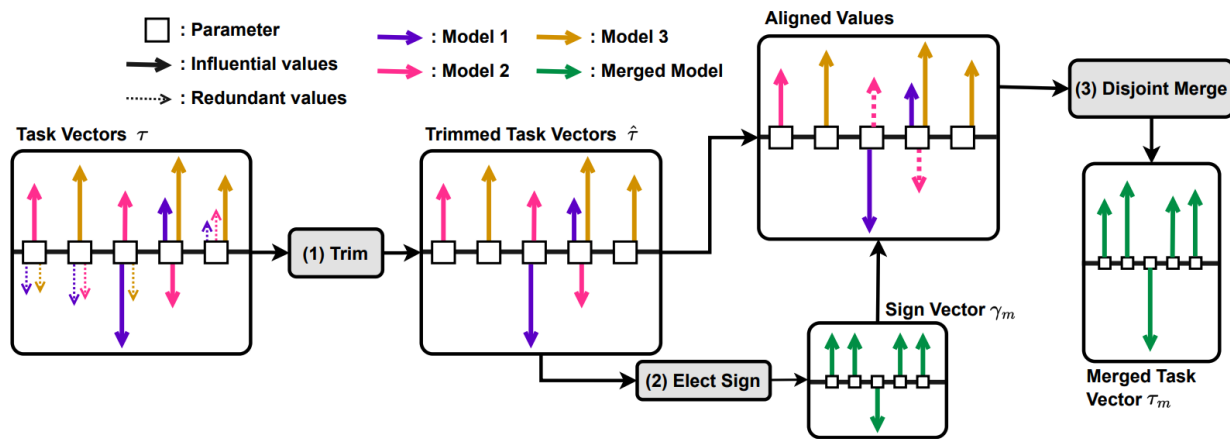 : Parameter
: Influential values
: Redundant values
: Model 1
: Model 2
: Model 3
: Merged Model
Task Vectors τ
(1) Trim
Trimmed Task Vectors τ̂
(2) Elect Sign
Sign Vector γₘ
Aligned Values
(3) Disjoint Merge
Merged Task
Vector τₘ